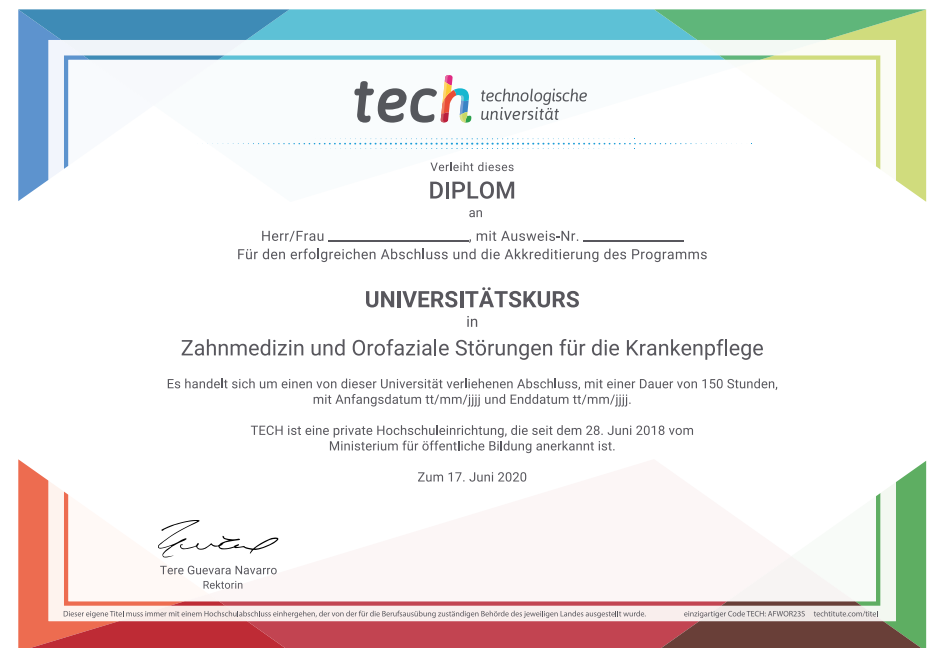 tech technologische
universität
Verleiht dieses
DIPLOM
an
Herr/Frau ____________, mit Ausweis-Nr. ____________
Für den erfolgreichen Abschluss und die Akkreditierung des Programms
UNIVERSITÄTSKURS
in
Zahnmedizin und Orofaziale Störungen für die Krankenpflege
Es handelt sich um einen von dieser Universität verliehenen Abschluss, mit einer Dauer von 150 Stunden,
mit Anfangsdatum tt/mm/jjjj und Enddatum tt/mm/jjjj.
TECH ist eine private Hochschuleinrichtung, die seit dem 28. Juni 2018 vom
Ministerium für öffentliche Bildung anerkannt ist.
Zum 17. Juni 2020
Tere Guevara Navarro
Rektorin
Dieser eigene Titel muss immer mit einem Hochschulabschluss einhergehen, der von der für die Berufsausübung zuständigen Behörde des jeweiligen Landes ausgestellt wurde. einzigartiger Code TECH: AFWOR23S techtitute.com/titel